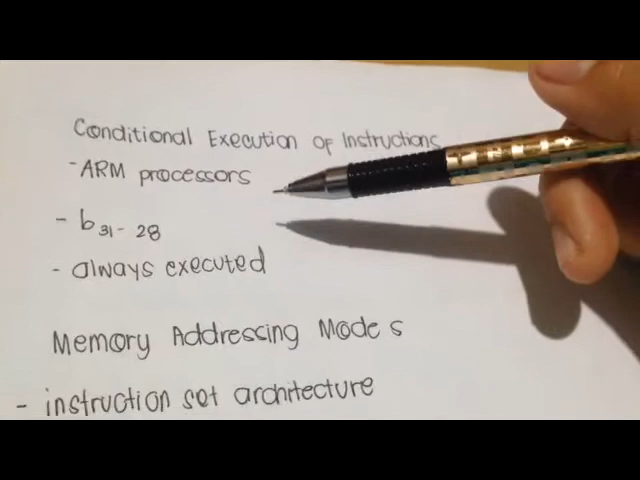 Conditional Execution of Instructions
- ARM processors
- b31-28
- always executed
Memory Addressing Modes
- instruction set architecture